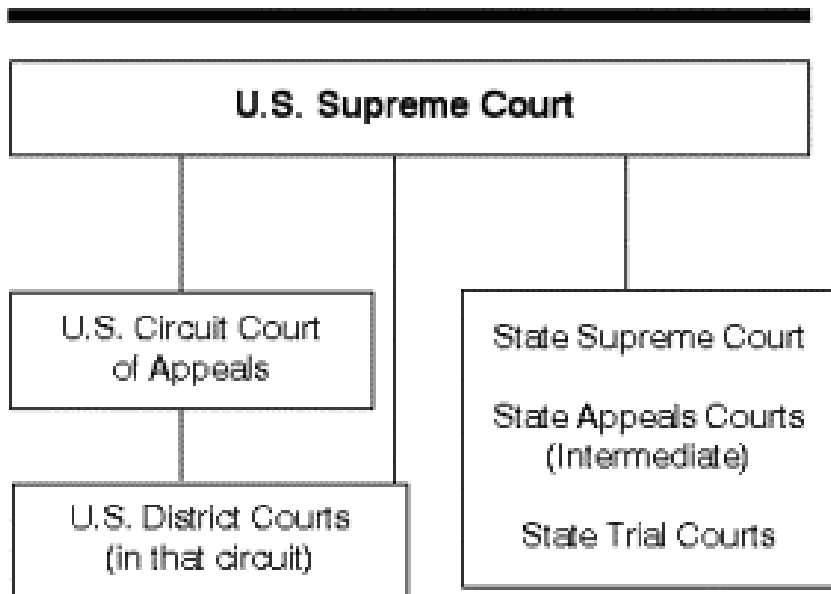 U.S. Supreme Court
U.S. Circuit Court
of Appeals
U.S. District Courts
(in that circuit)
State Supreme Court
State Appeals Courts
(Intermediate)
State Trial Courts